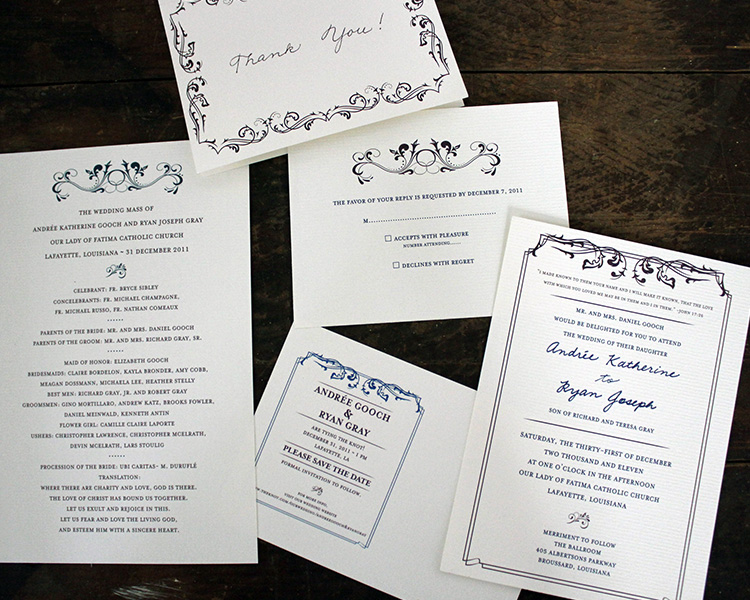 Thank You!
THE WEDDING MASS OF
ANDRÉE KATHERINE GOOCH AND RYAN JOSEPH GRAY
OUR LADY OF FATIMA CATHOLIC CHURCH
LAFAYETTE, LOUISIANA ~ 31 DECEMBER 2011
CELEBRANT: FR. BRYCE SIBLEY
CONCELEBRANTS: FR. MICHAEL CHAMPAGNE,
FR. MICHAEL RUSSO, FR. NATHAN COMEAUX
PARENTS OF THE BRIDE: MR. AND MRS. DANIEL GOOCH
PARENTS OF THE GROOM: MR. AND MRS. RICHARD GRAY, SR.
MAID OF HONOR: ELIZABETH GOOCH
BRIDESMAIDS: CLAIRE BORDELON, KAYLA BRONDER, AMY COBB,
MEAGAN DOSSMANN, MICHAELA LEE, HEATHER STELLY
BEST MEN: RICHARD GRAY, JR. AND ROBERT GRAY
GROOMSMEN: GINO MORTILLARO, ANDREW KATZ, BROOKS FOWLER,
DANIEL MEINWALD, KENNETH ANTIN
FLOWER GIRL: CAMILLE CLAIRE LAPORTE
USHERS: CHRISTOPHER LAWRENCE, CHRISTOPHER MCELRATH,
DEVIN MCELRATH, LARS STOULIG
PROCESSION OF THE BRIDE: UBI CARITAS- M. DURUFLÉ
TRANSLATION:
WHERE THERE ARE CHARITY AND LOVE, GOD IS THERE.
THE LOVE OF CHRIST HAS BOUND US TOGETHER.
LET US EXULT AND REJOICE IN THIS.
LET US FEAR AND LOVE THE LIVING GOD,
AND ESTEEM HIM WITH A SINCERE HEART.
THE FAVOR OF YOUR REPLY IS REQUESTED BY DECEMBER 7, 2011
M
ACCEPTS WITH PLEASURE
NUMBER ATTENDING
DECLINES WITH REGRET
ANDRÉE GOOCH
&
RYAN GRAY
ARE TYING THE KNOT!
DECEMBER 31, 2011 ~ 1 PM
LAFAYETTE, LA
PLEASE SAVE THE DATE
FORMAL INVITATION TO FOLLOW.
FOR MORE INFO,
VISIT OUR WEDDING WEBSITE
"I MADE KNOWN TO THEM YOUR NAME AND I WILL MAKE IT KNOWN, THAT THE LOVE
WITH WHICH YOU LOVED ME MAY BE IN THEM AND I IN THEM." -JOHN 17:26
MR. AND MRS. DANIEL GOOCH
WOULD BE DELIGHTED FOR YOU TO ATTEND
THE WEDDING OF THEIR DAUGHTER
Andrée Katherine
to
Ryan Joseph
SON OF RICHARD AND TERESA GRAY
SATURDAY, THE THIRTY-FIRST OF DECEMBER
TWO THOUSAND AND ELEVEN
AT ONE O'CLOCK IN THE AFTERNOON
OUR LADY OF FATIMA CATHOLIC CHURCH
LAFAYETTE, LOUISIANA
MERRIMENT TO FOLLOW
THE BALLROOM
405 ALBERTSONS PARKWAY
BROUSSARD, LOUISIANA